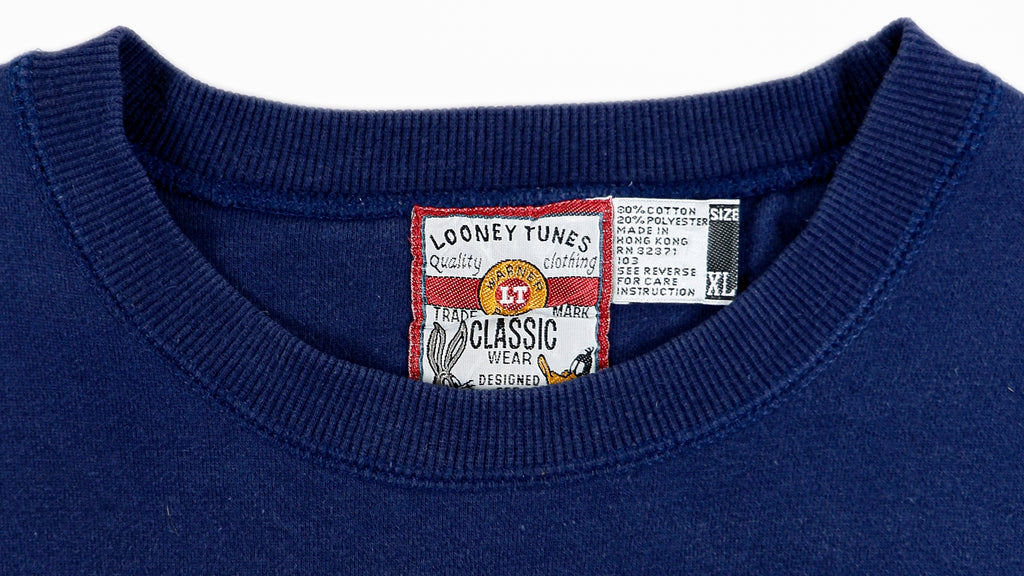 LOONEY TUNES
Quality clothing
WARNER
LT
TRADE MARK
CLASSIC
WEAR
DESIGNED
80% COTTON
20% POLYESTER
MADE IN
HONG KONG
RN 82371
103
SEE REVERSE
FOR CARE
INSTRUCTION
SIZE
XL